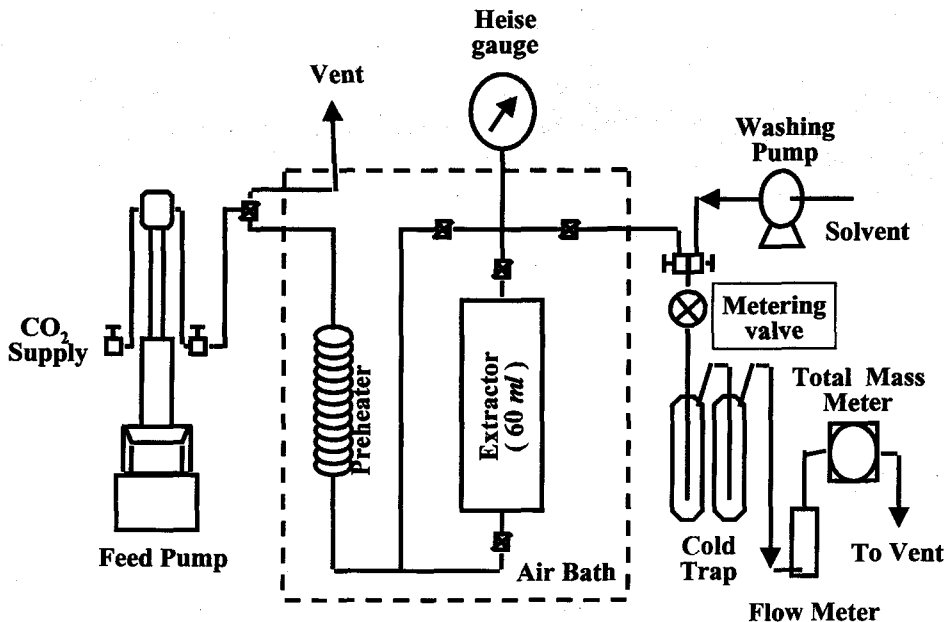 Heise
gauge
Vent
Washing
Pump
Solvent
CO2
Supply
Metering
valve
Preheater
Extractor
( 60 ml )
Total Mass
Meter
Feed Pump
Air Bath
Cold
Trap
To Vent
Flow Meter